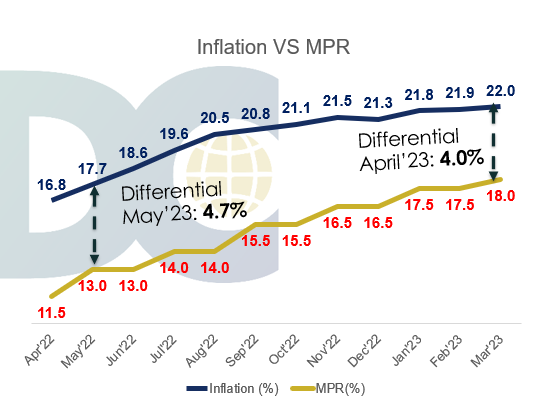 Inflation VS MPR
16.8 17.7 18.6 19.6 20.5 20.8 21.1 21.5 21.3 21.8 21.9 22.0
Differential
May'23: 4.7%
Differential
April'23: 4.0%
11.5 13.0 13.0 14.0 14.0 15.5 15.5 16.5 16.5 17.5 17.5 18.0
Apr'22 May'22 Jun'22 Jul'22 Aug'22 Sep'22 Oct'22 Nov'22 Dec'22 Jan'23 Feb'23 Mar'23
Inflation (%) MPR(%)
DC